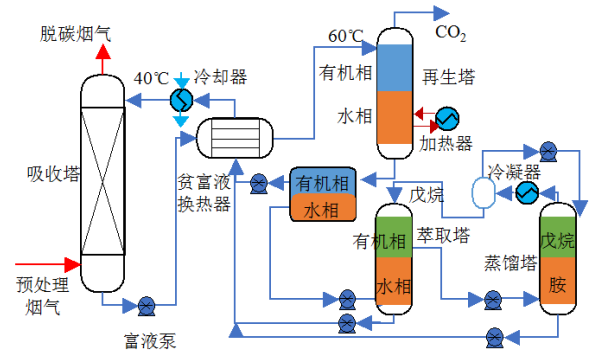 脱碳烟气
40℃
冷却器
60℃
CO₂
有机相
再生塔
水相
加热器
吸收塔
贫富液
换热器
有机相
水相
戊烷
冷凝器
有机相
萃取塔
水相
戊烷
蒸馏塔
胺
预处理
烟气
富液泵